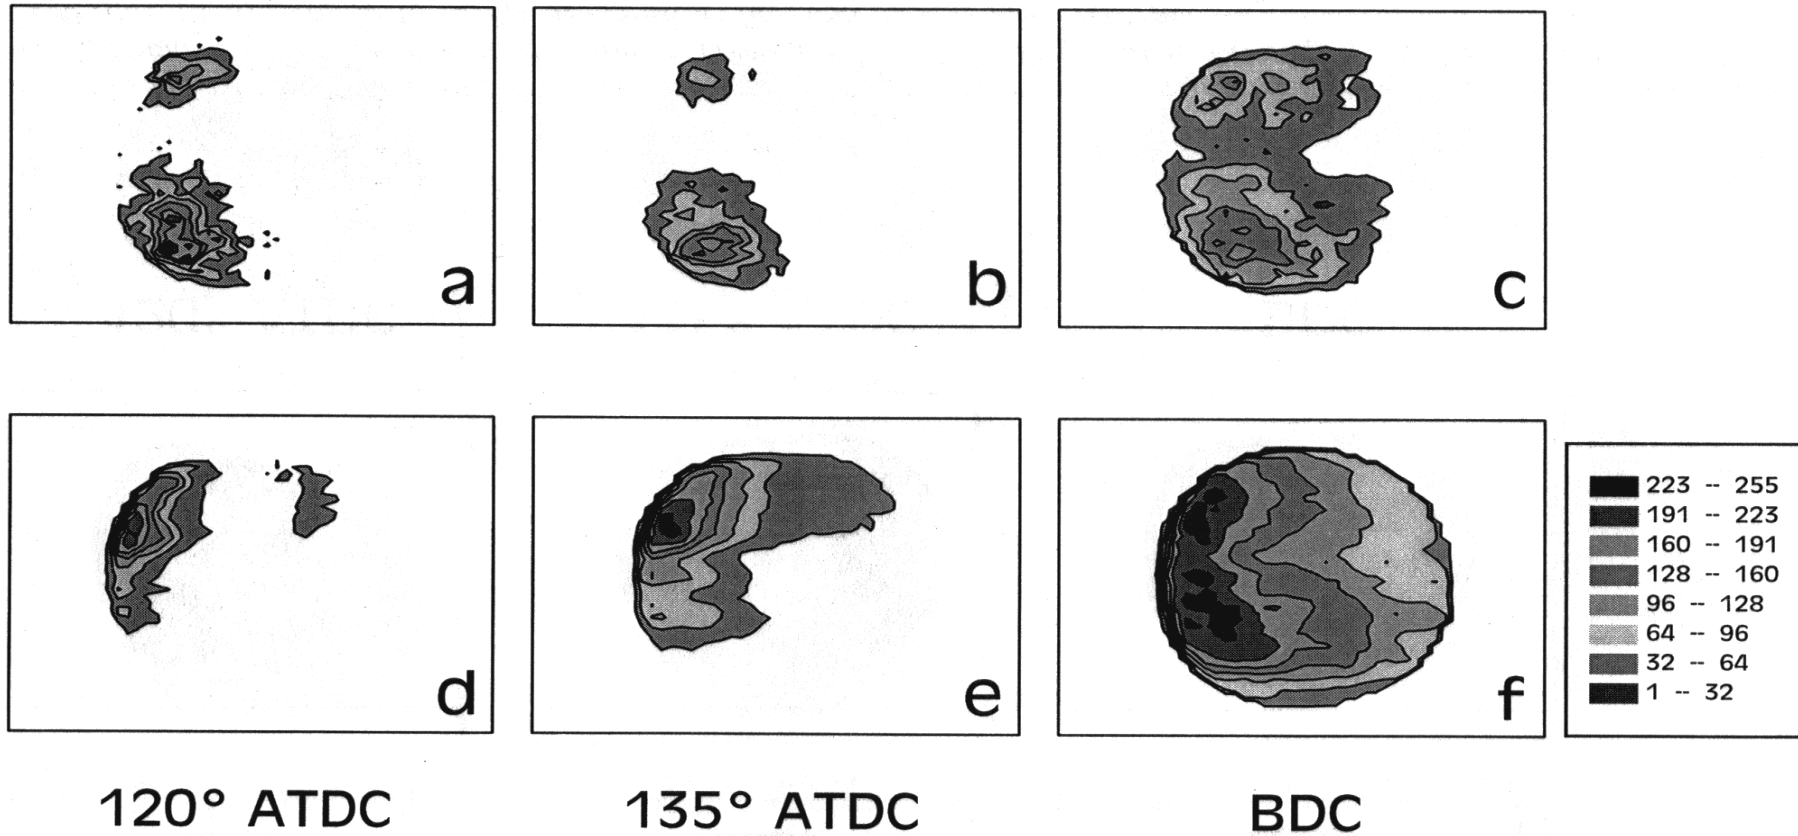 a
b
c
d
e
f
223 -- 255
191 -- 223
160 -- 191
128 -- 160
96 -- 128
64 -- 96
32 -- 64
1 -- 32
120° ATDC
135° ATDC
BDC